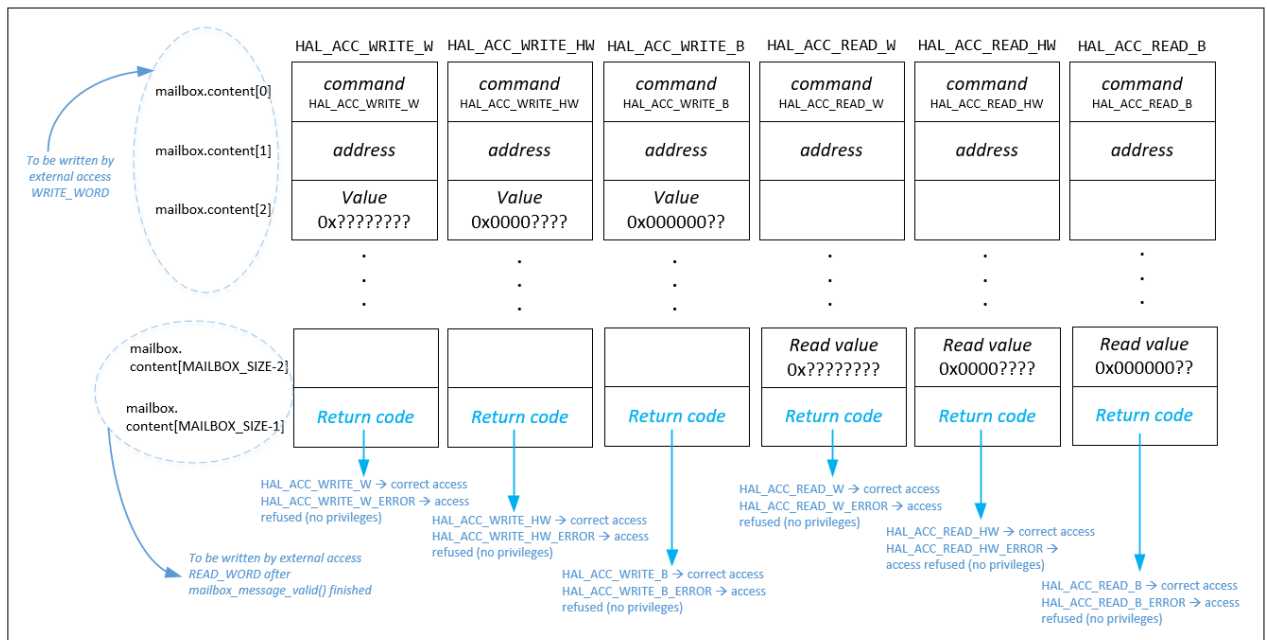 HAL_ACC_WRITE_W HAL_ACC_WRITE_HW HAL_ACC_WRITE_B HAL_ACC_READ_W HAL_ACC_READ_HW HAL_ACC_READ_B
mailbox.content[0]
command command command command command command
HAL_ACC_WRITE_W HAL_ACC_WRITE_HW HAL_ACC_WRITE_B HAL_ACC_READ_W HAL_ACC_READ_HW HAL_ACC_READ_B
To be written by
external access
WRITE_WORD
mailbox.content[1]
address address address address address address
mailbox.content[2]
Value Value Value
0x???????? 0x0000???? 0x000000??
mailbox.
content[MAILBOX_SIZE-2]
Read value Read value Read value
0x???????? 0x0000???? 0x000000??
mailbox.
content[MAILBOX_SIZE-1]
Return code Return code Return code Return code Return code Return code
HAL_ACC_WRITE_W → correct access
HAL_ACC_WRITE_W_ERROR → access
refused (no privileges)
HAL_ACC_WRITE_HW → correct access
HAL_ACC_WRITE_HW_ERROR → access
refused (no privileges)
HAL_ACC_WRITE_B → correct access
HAL_ACC_WRITE_B_ERROR → access
refused (no privileges)
HAL_ACC_READ_W → correct access
HAL_ACC_READ_W_ERROR → access
refused (no privileges)
HAL_ACC_READ_HW → correct access
HAL_ACC_READ_HW_ERROR →
access refused (no privileges)
HAL_ACC_READ_B → correct access
HAL_ACC_READ_B_ERROR → access
refused (no privileges)
To be written by external access
READ_WORD after
mailbox_message_valid() finished